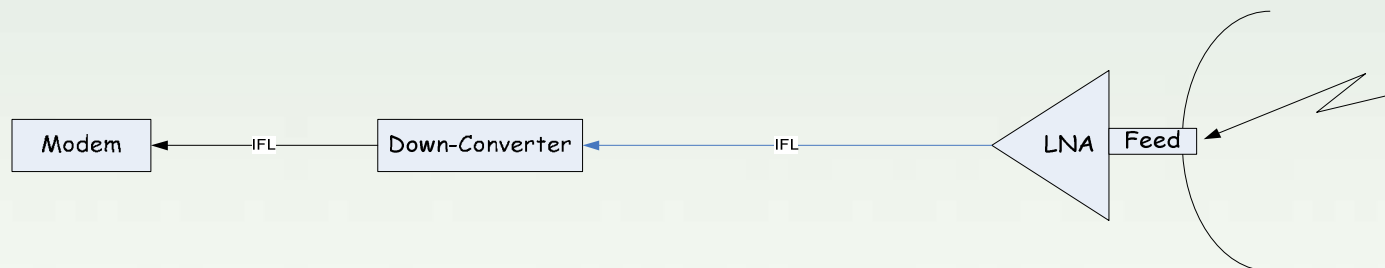 Modem
IFL
Down-Converter
IFL
LNA
Feed